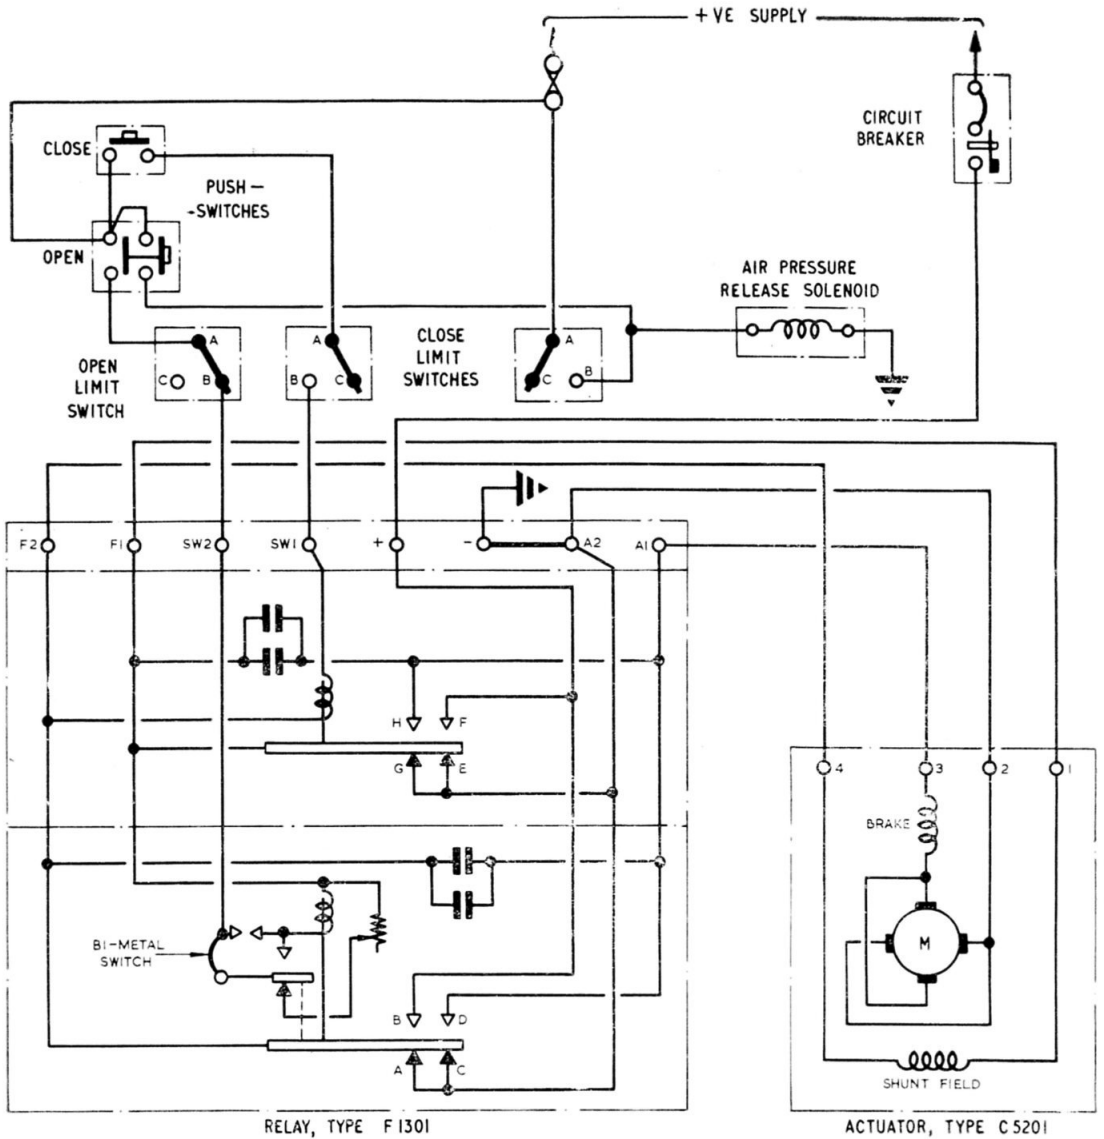 + VE SUPPLY
CLOSE
PUSH -
-SWITCHES
OPEN
CIRCUIT
BREAKER
AIR PRESSURE
RELEASE SOLENOID
OPEN
LIMIT
SWITCH
A
C
B
A
B
C
CLOSE
LIMIT
SWITCHES
A
C
B
F2
F1
SW2
SW1
+
-
A2
A1
H
F
G
E
4
3
2
1
BRAKE
M
BI-METAL
SWITCH
B
D
A
C
SHUNT FIELD
RELAY, TYPE F1301
ACTUATOR, TYPE C5201